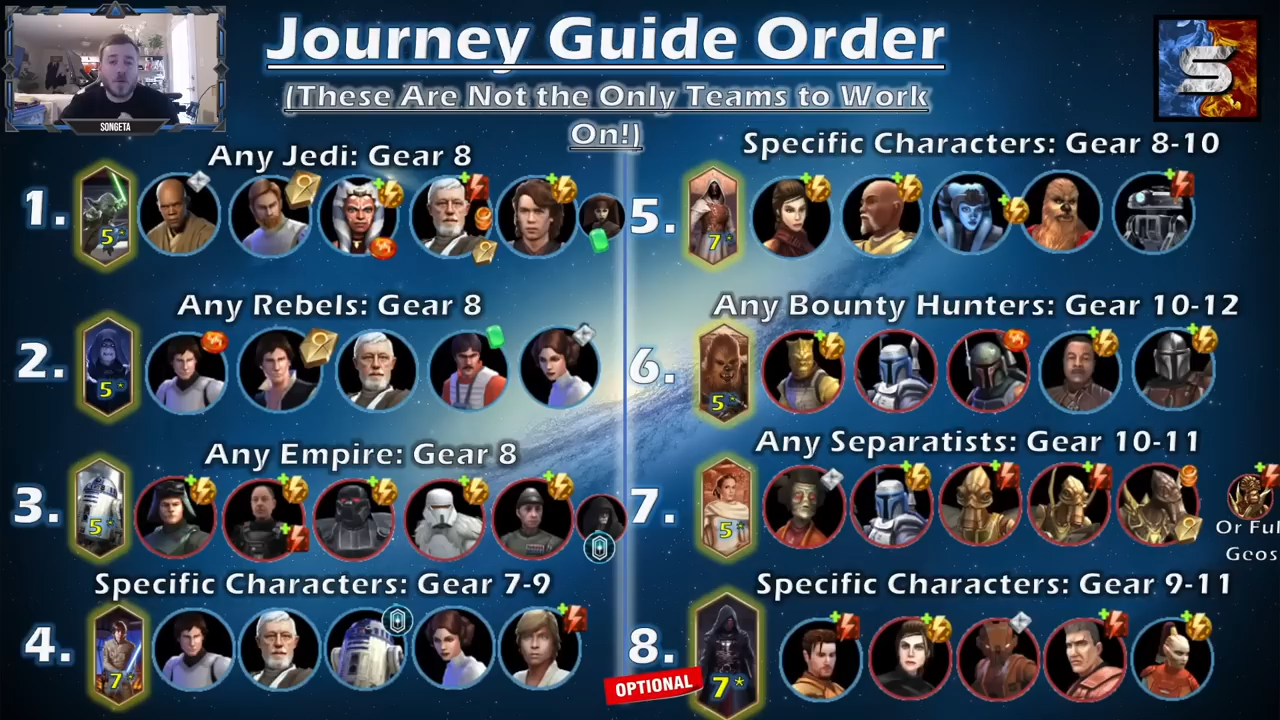 Journey Guide Order
(These Are Not the Only Teams to Work
On!)
SONGETA
S
Any Jedi: Gear 8
1.
5*
Any Rebels: Gear 8
2.
5*
Any Empire: Gear 8
3.
5*
Specific Characters: Gear 7-9
4.
7*
Specific Characters: Gear 8-10
5.
7*
Any Bounty Hunters: Gear 10-12
6.
5*
Any Separatists: Gear 10-11
7.
5*
Or Ful
Geos
Specific Characters: Gear 9-11
8.
OPTIONAL
7*